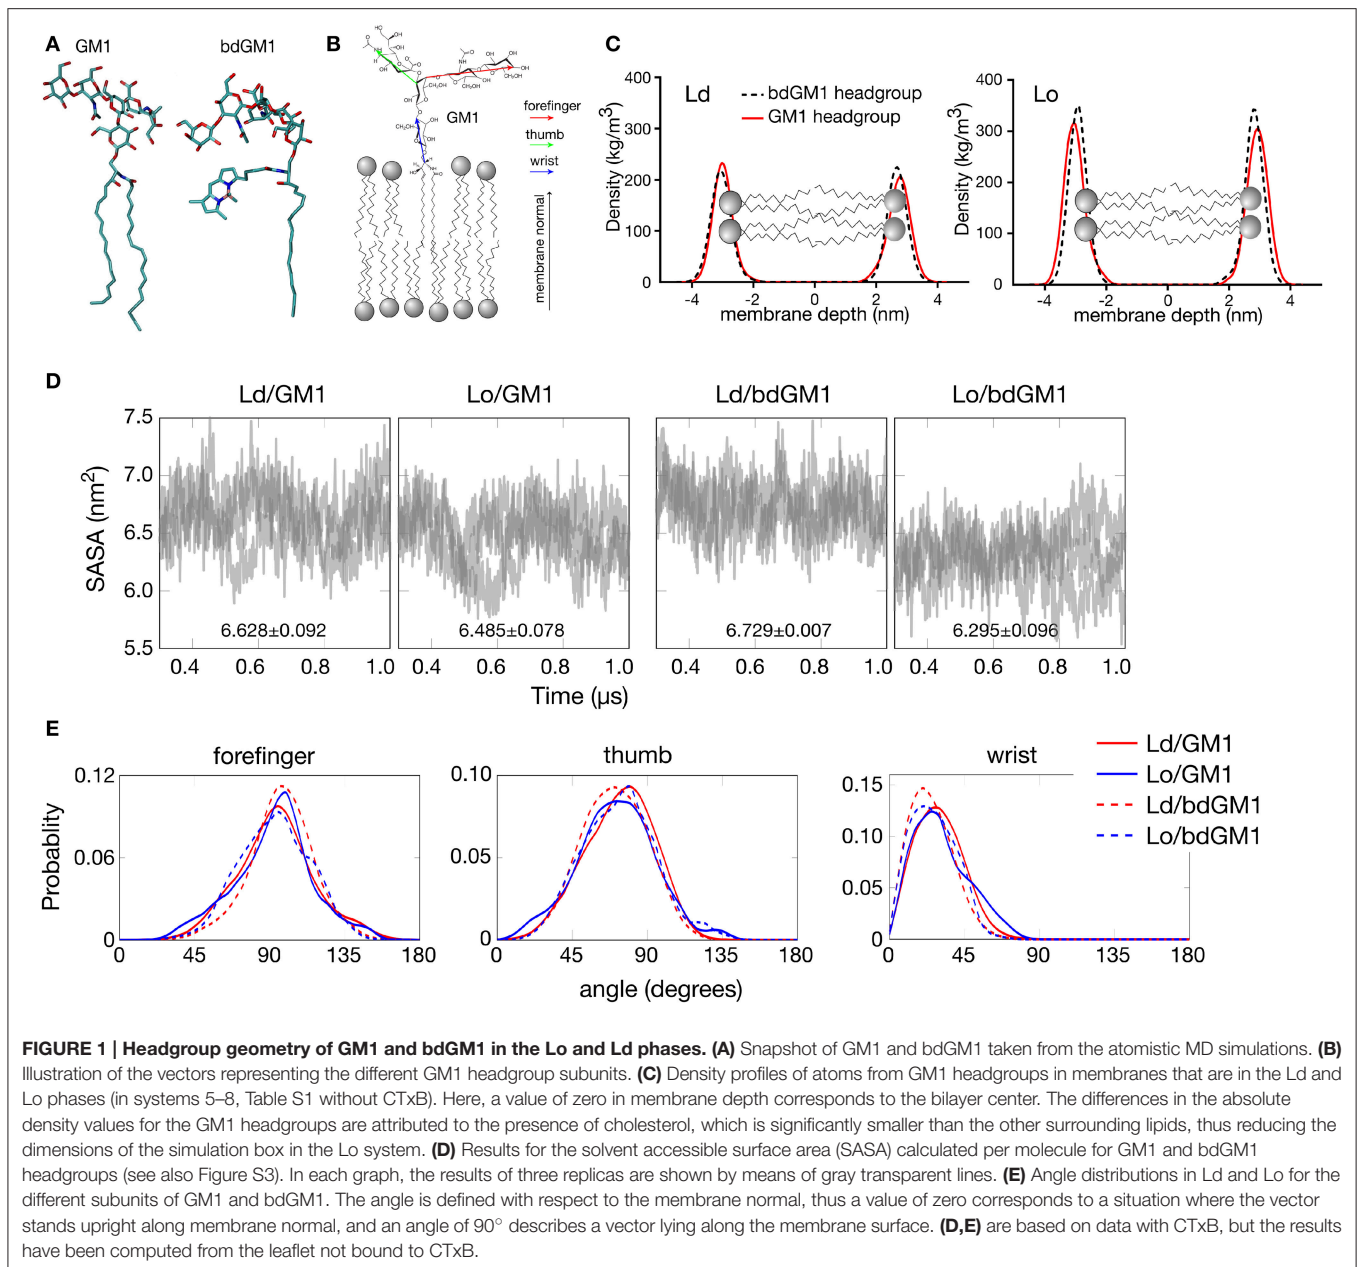 A
GM1
bdGM1
B
GM1
forefinger
thumb
wrist
membrane normal
C
Ld
bdGM1 headgroup
GM1 headgroup
Density (kg/m3)
400
300
200
100
0
-4
-2
0
2
4
membrane depth (nm)
Lo
Density (kg/m3)
400
300
200
100
0
-4
-2
0
2
4
membrane depth (nm)
D
Ld/GM1
Lo/GM1
Ld/bdGM1
Lo/bdGM1
SASA (nm2)
7.5
7.0
6.5
6.0
5.5
6.628±0.092
6.485±0.078
6.729±0.007
6.295±0.096
0.4 0.6 0.8 1.0
0.4 0.6 0.8 1.0
0.4 0.6 0.8 1.0
0.4 0.6 0.8 1.0
Time (µs)
E
forefinger
thumb
wrist
Ld/GM1
Lo/GM1
Ld/bdGM1
Lo/bdGM1
Probablity
0.12
0.06
0
0 45 90 135 180
0.10
0.05
0
0 45 90 135 180
0.15
0.10
0.05
0
0 45 90 135 180
angle (degrees)
FIGURE 1 | Headgroup geometry of GM1 and bdGM1 in the Lo and Ld phases. (A) Snapshot of GM1 and bdGM1 taken from the atomistic MD simulations. (B)
Illustration of the vectors representing the different GM1 headgroup subunits. (C) Density profiles of atoms from GM1 headgroups in membranes that are in the Ld and
Lo phases (in systems 5–8, Table S1 without CTxB). Here, a value of zero in membrane depth corresponds to the bilayer center. The differences in the absolute
density values for the GM1 headgroups are attributed to the presence of cholesterol, which is significantly smaller than the other surrounding lipids, thus reducing the
dimensions of the simulation box in the Lo system. (D) Results for the solvent accessible surface area (SASA) calculated per molecule for GM1 and bdGM1
headgroups (see also Figure S3). In each graph, the results of three replicas are shown by means of gray transparent lines. (E) Angle distributions in Ld and Lo for the
different subunits of GM1 and bdGM1. The angle is defined with respect to the membrane normal, thus a value of zero corresponds to a situation where the vector
stands upright along membrane normal, and an angle of 90° describes a vector lying along the membrane surface. (D,E) are based on data with CTxB, but the results
have been computed from the leaflet not bound to CTxB.